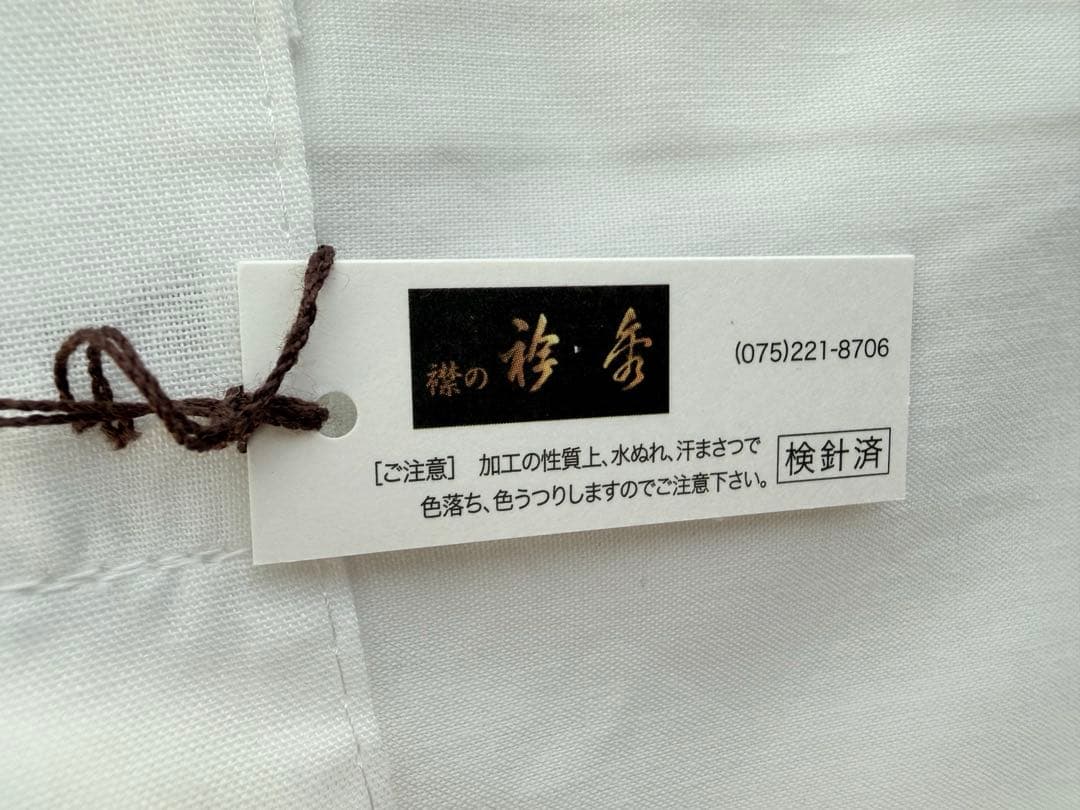 襟の 衿・秀
(075)221-8706
[ご注意] 加工の性質上、水ぬれ、汗まさつで
色落ち、色うつりしますのでご注意下さい。
検針済